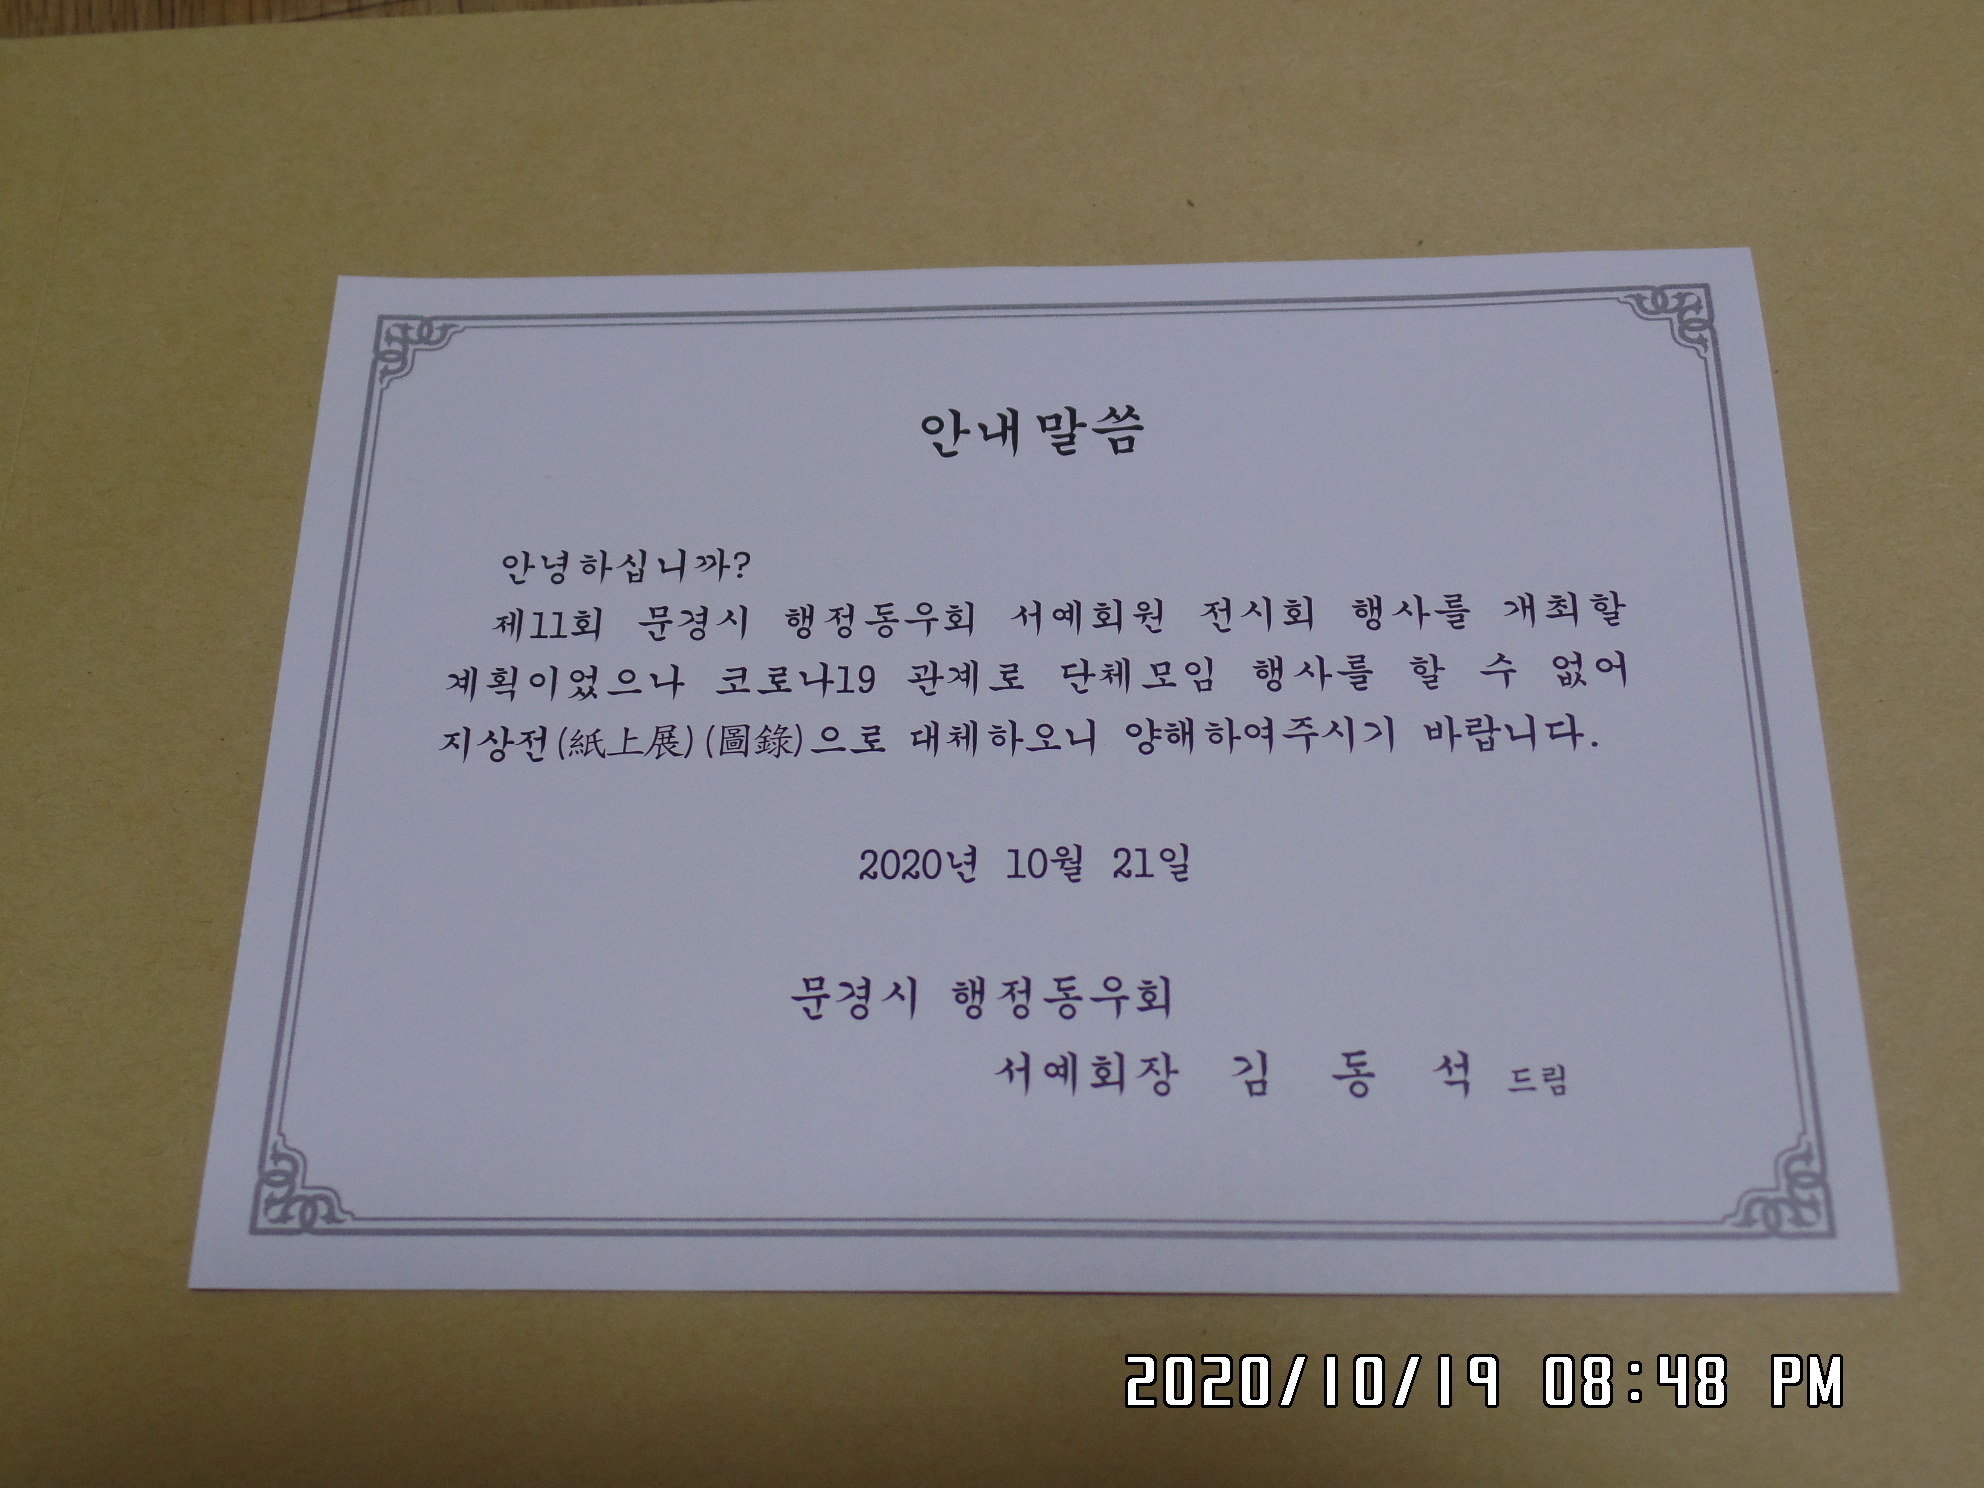 안내말씀
안녕하십니까?
제11회 문경시 행정동우회 서예회원 전시회 행사를 개최할
계획이었으나 코로나19 관계로 단체모임 행사를 할 수 없어
지상전(紙上展)(圖錄)으로 대체하오니 양해하여주시기 바랍니다.
2020년 10월 21일
문경시 행정동우회
서예회장 김 동 석 드림
2020/10/19 08:48 PM